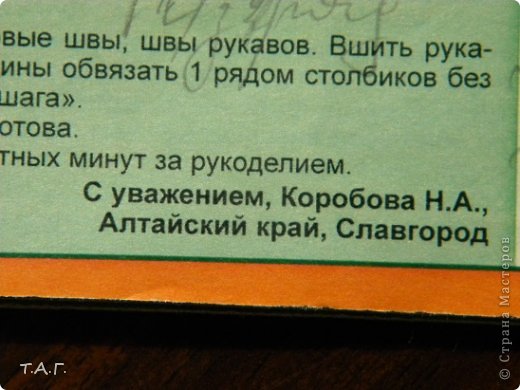 овые швы, швы рукавов. Вшить рука-
ины обвязать 1 рядом столбиков без
шага».
отова.
тных минут за рукоделием.
С уважением, Коробова Н.А.,
Алтайский край, Славгород
Т.А.Г.
© Страна Мастеров